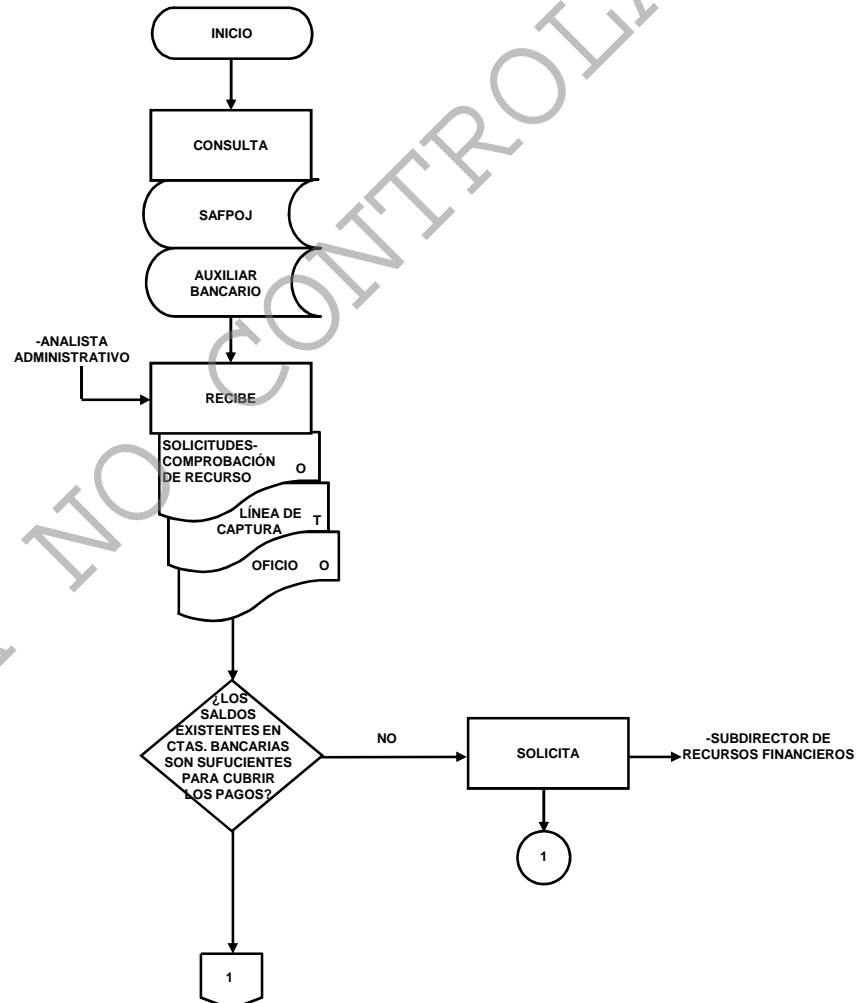 INICIO
CONSULTA
SAFPOJ
AUXILIAR
BANCARIO
-ANALISTA
ADMINISTRATIVO
RECIBE
SOLICITUDES-
COMPROBACIÓN
DE RECURSO O
LÍNEA DE
CAPTURA T
OFICIO O
¿LOS
SALDOS
EXISTENTES EN
CTAS. BANCARIAS
SON SUFUCIENTES
PARA CUBRIR
LOS PAGOS?
NO
SOLICITA
-SUBDIRECTOR DE
RECURSOS FINANCIEROS
1
1
NO CONTROLA